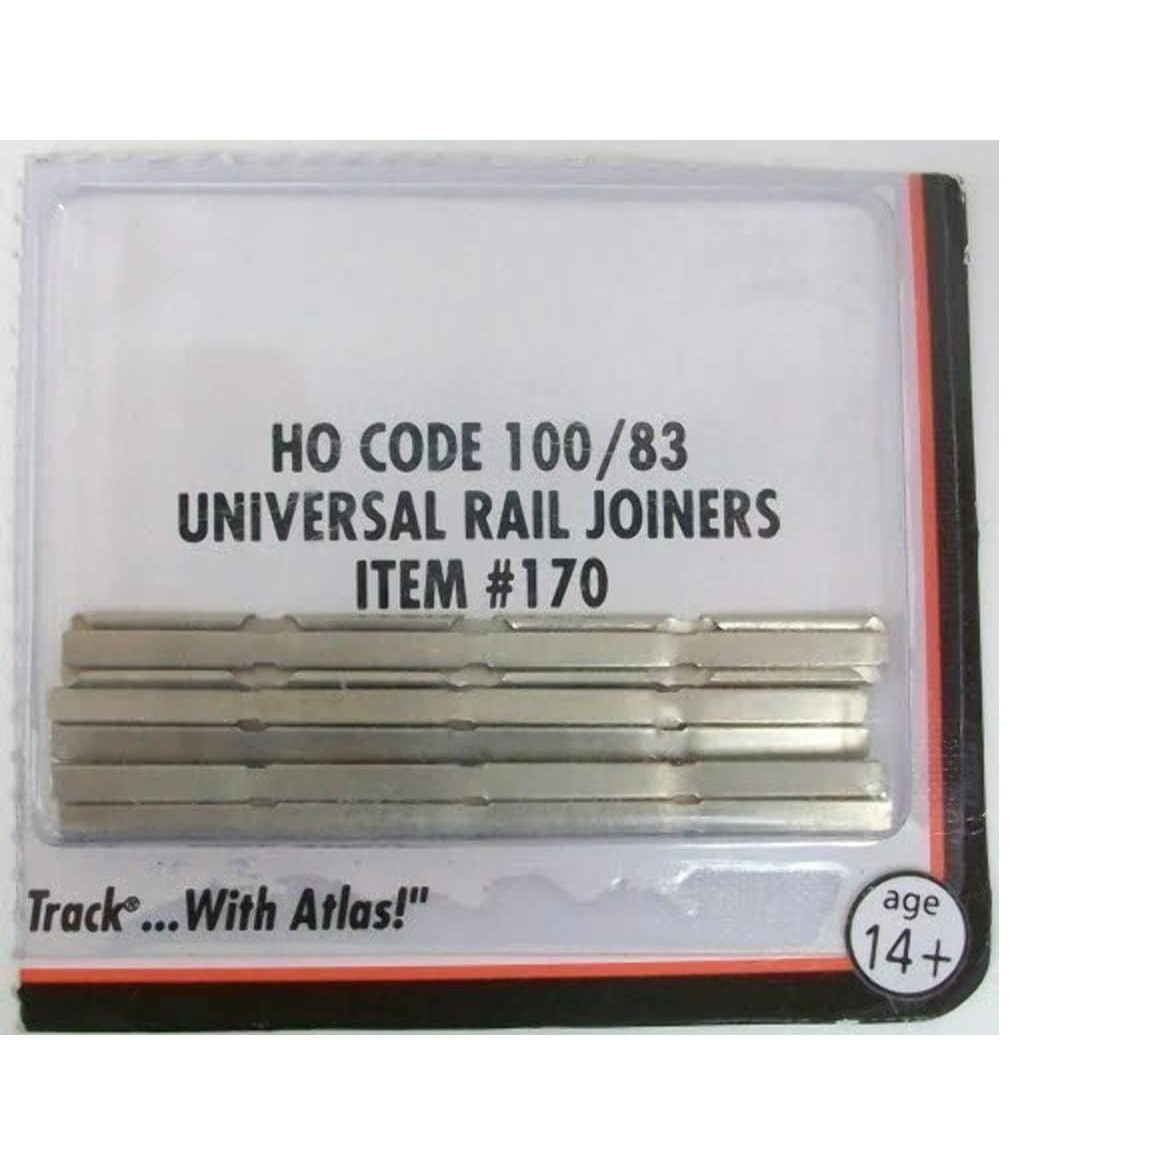 HO CODE 100/83
UNIVERSAL RAIL JOINERS
ITEM #170
Track®...With Atlas!"
age
14+